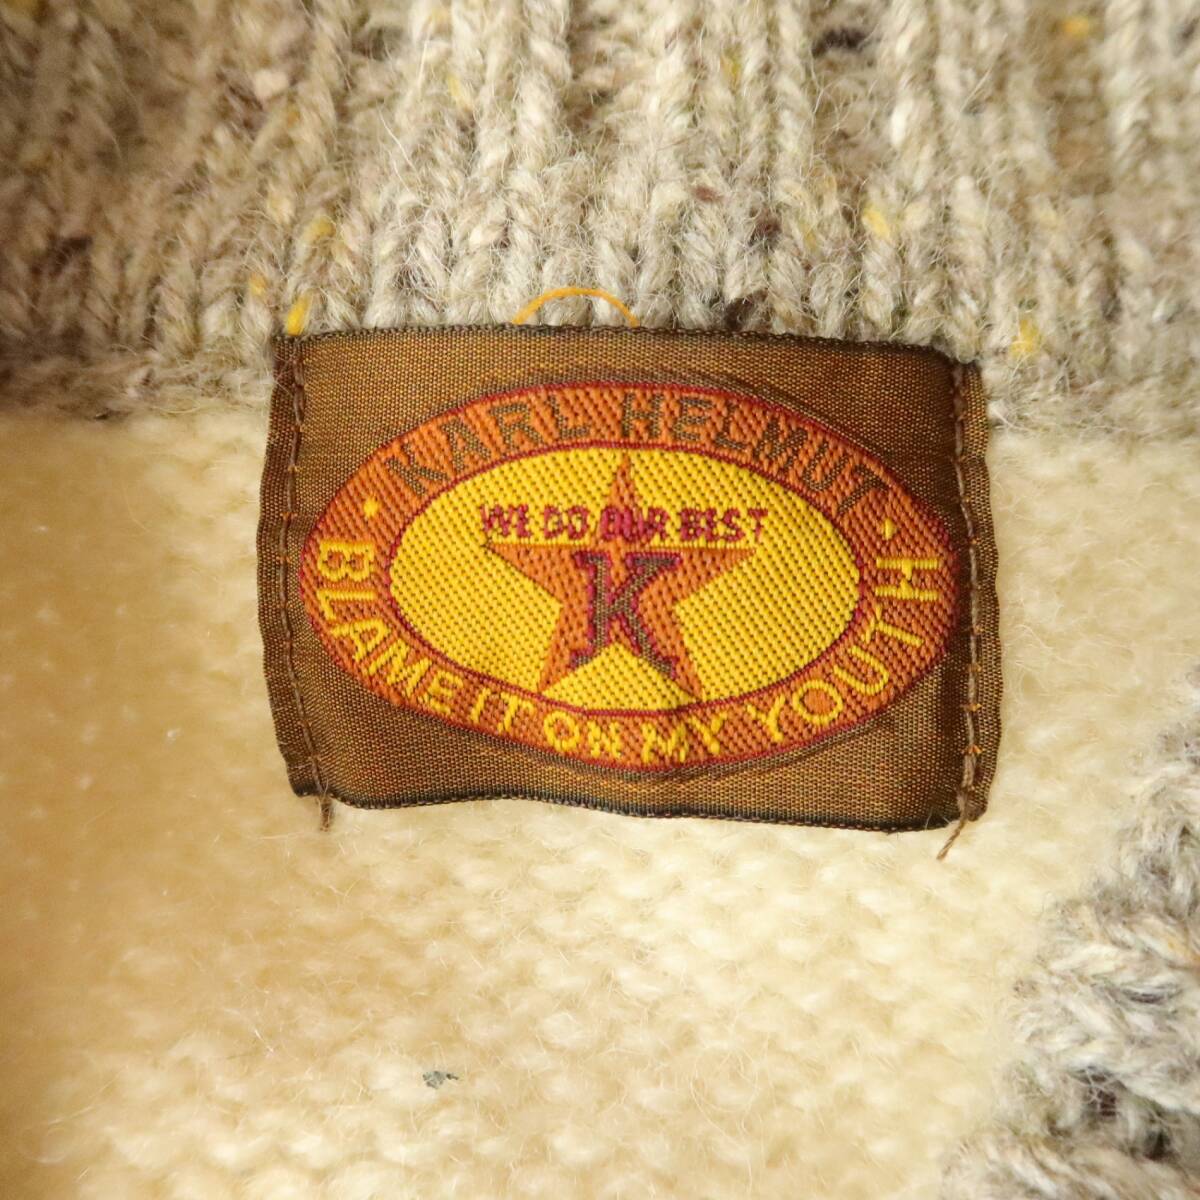 KARL HELMUT
WE DO OUR BEST
K
BLAME IT ON MY YOUTH